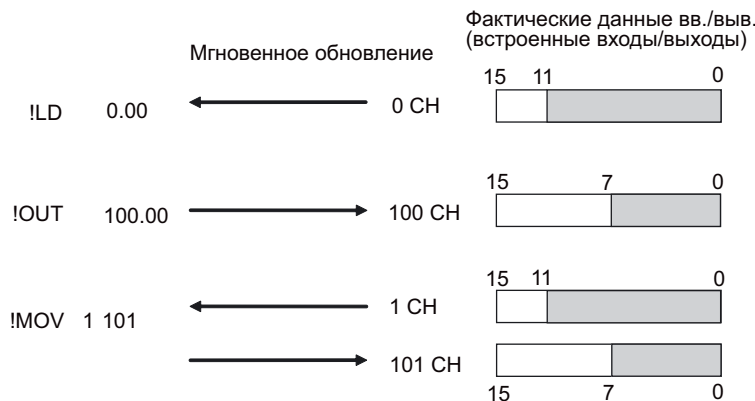 Фактические данные вв./выв.
(встроенные входы/выходы)
Мгновенное обновление
15 11 0
!LD 0.00 0 CH
15 7 0
!OUT 100.00 100 CH
15 11 0
1 CH
!MOV 1 101
101 CH
15 7 0